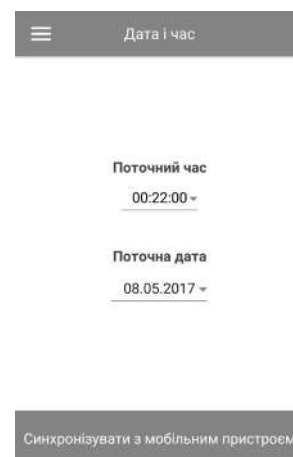 Дата і час
Поточний час
00:22:00
Поточна дата
08.05.2017
Синхронізувати з мобільним пристроєм